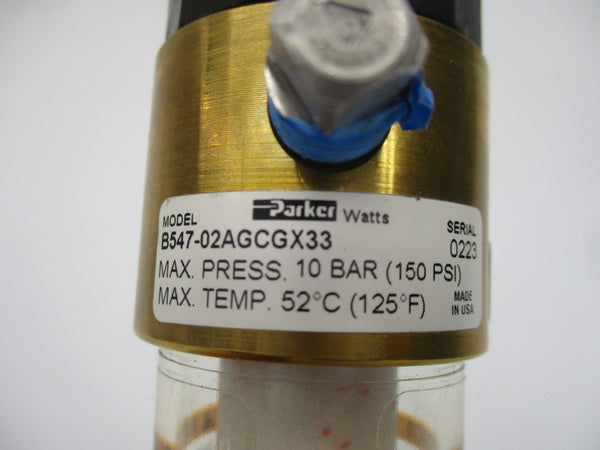 Parker Watts
MODEL
B547-02AGCGX33
SERIAL
0223
MAX. PRESS. 10 BAR (150 PSI)
MAX. TEMP. 52°C (125°F)
MADE
IN USA